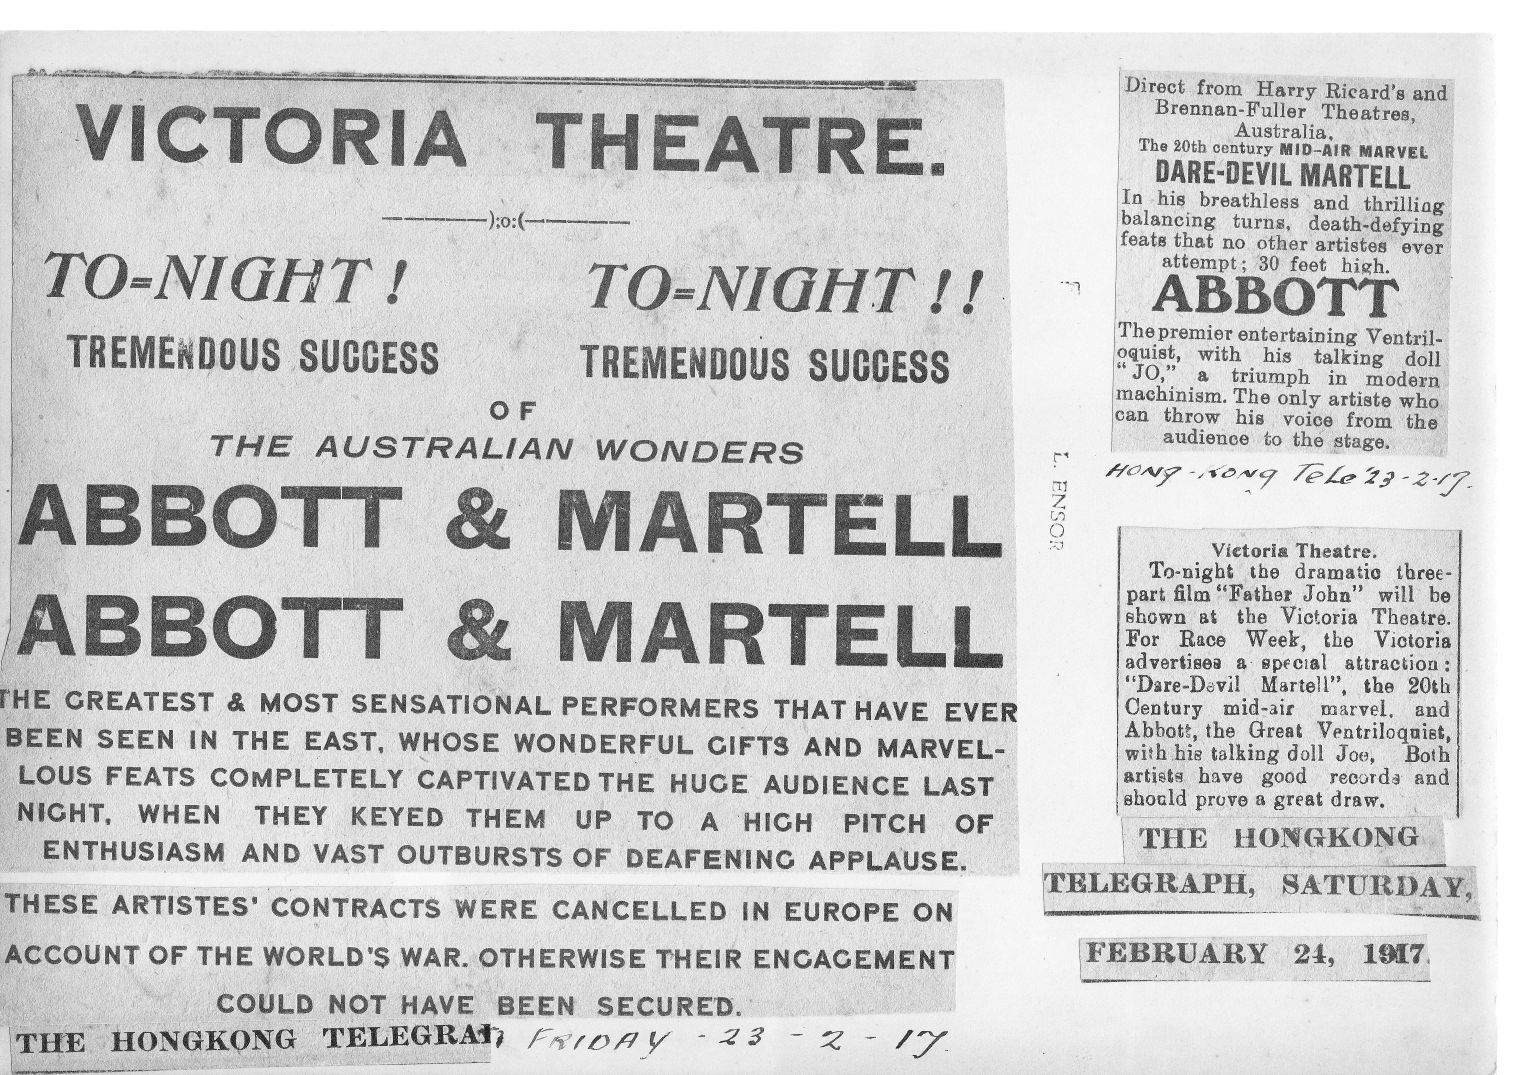 VICTORIA THEATRE.
————):o:(————
TO=NIGHT! TO=NIGHT!!
TREMENDOUS SUCCESS TREMENDOUS SUCCESS
OF
THE AUSTRALIAN WONDERS
ABBOTT & MARTELL
ABBOTT & MARTELL
THE GREATEST & MOST SENSATIONAL PERFORMERS THAT HAVE EVER
BEEN SEEN IN THE EAST, WHOSE WONDERFUL GIFTS AND MARVEL-
LOUS FEATS COMPLETELY CAPTIVATED THE HUGE AUDIENCE LAST
NIGHT, WHEN THEY KEYED THEM UP TO A HIGH PITCH OF
ENTHUSIASM AND VAST OUTBURSTS OF DEAFENING APPLAUSE.
THESE ARTISTES' CONTRACTS WERE CANCELLED IN EUROPE ON
ACCOUNT OF THE WORLD'S WAR. OTHERWISE THEIR ENGAGEMENT
COULD NOT HAVE BEEN SECURED.
THE HONGKONG TELEGRAP FRIDAY - 23 - 2 - 17.
L. ENSOR
Direct from Harry Ricard's and
Brennan-Fuller Theatres,
Australia,
The 20th century MID-AIR MARVEL
DARE-DEVIL MARTELL
In his breathless and thrilling
balancing turns, death-defying
feats that no other artistes ever
attempt; 30 feet high.
ABBOTT
The premier entertaining Ventril-
oquist, with his talking doll
"JO," a triumph in modern
machinism. The only artiste who
can throw his voice from the
audience to the stage.
HONG-KONG Tele 23-2-17.
Victoria Theatre.
To-night the dramatic three-
part film "Father John" will be
shown at the Victoria Theatre.
For Race Week, the Victoria
advertises a special attraction:
"Dare-Devil Martell", the 20th
Century mid-air marvel, and
Abbott, the Great Ventriloquist,
with his talking doll Joe, Both
artists have good records and
should prove a great draw.
THE HONGKONG
TELEGRAPH, SATURDAY,
FEBRUARY 24, 1917.